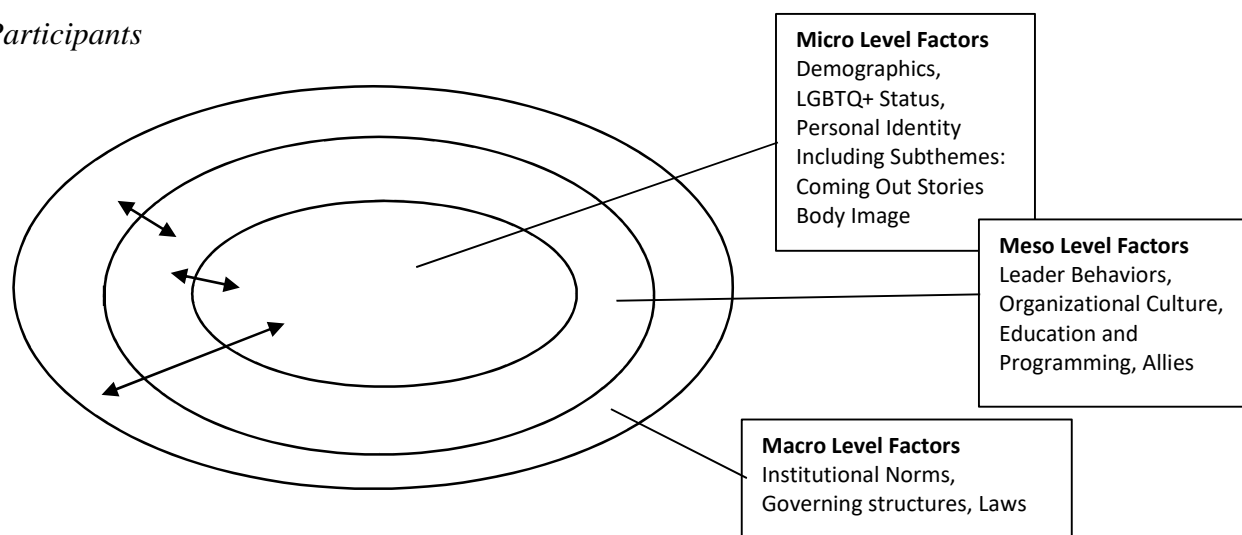 Participants
Micro Level Factors
Demographics,
LGBTQ+ Status,
Personal Identity
Including Subthemes:
Coming Out Stories
Body Image
Meso Level Factors
Leader Behaviors,
Organizational Culture,
Education and
Programming, Allies
Macro Level Factors
Institutional Norms,
Governing structures, Laws